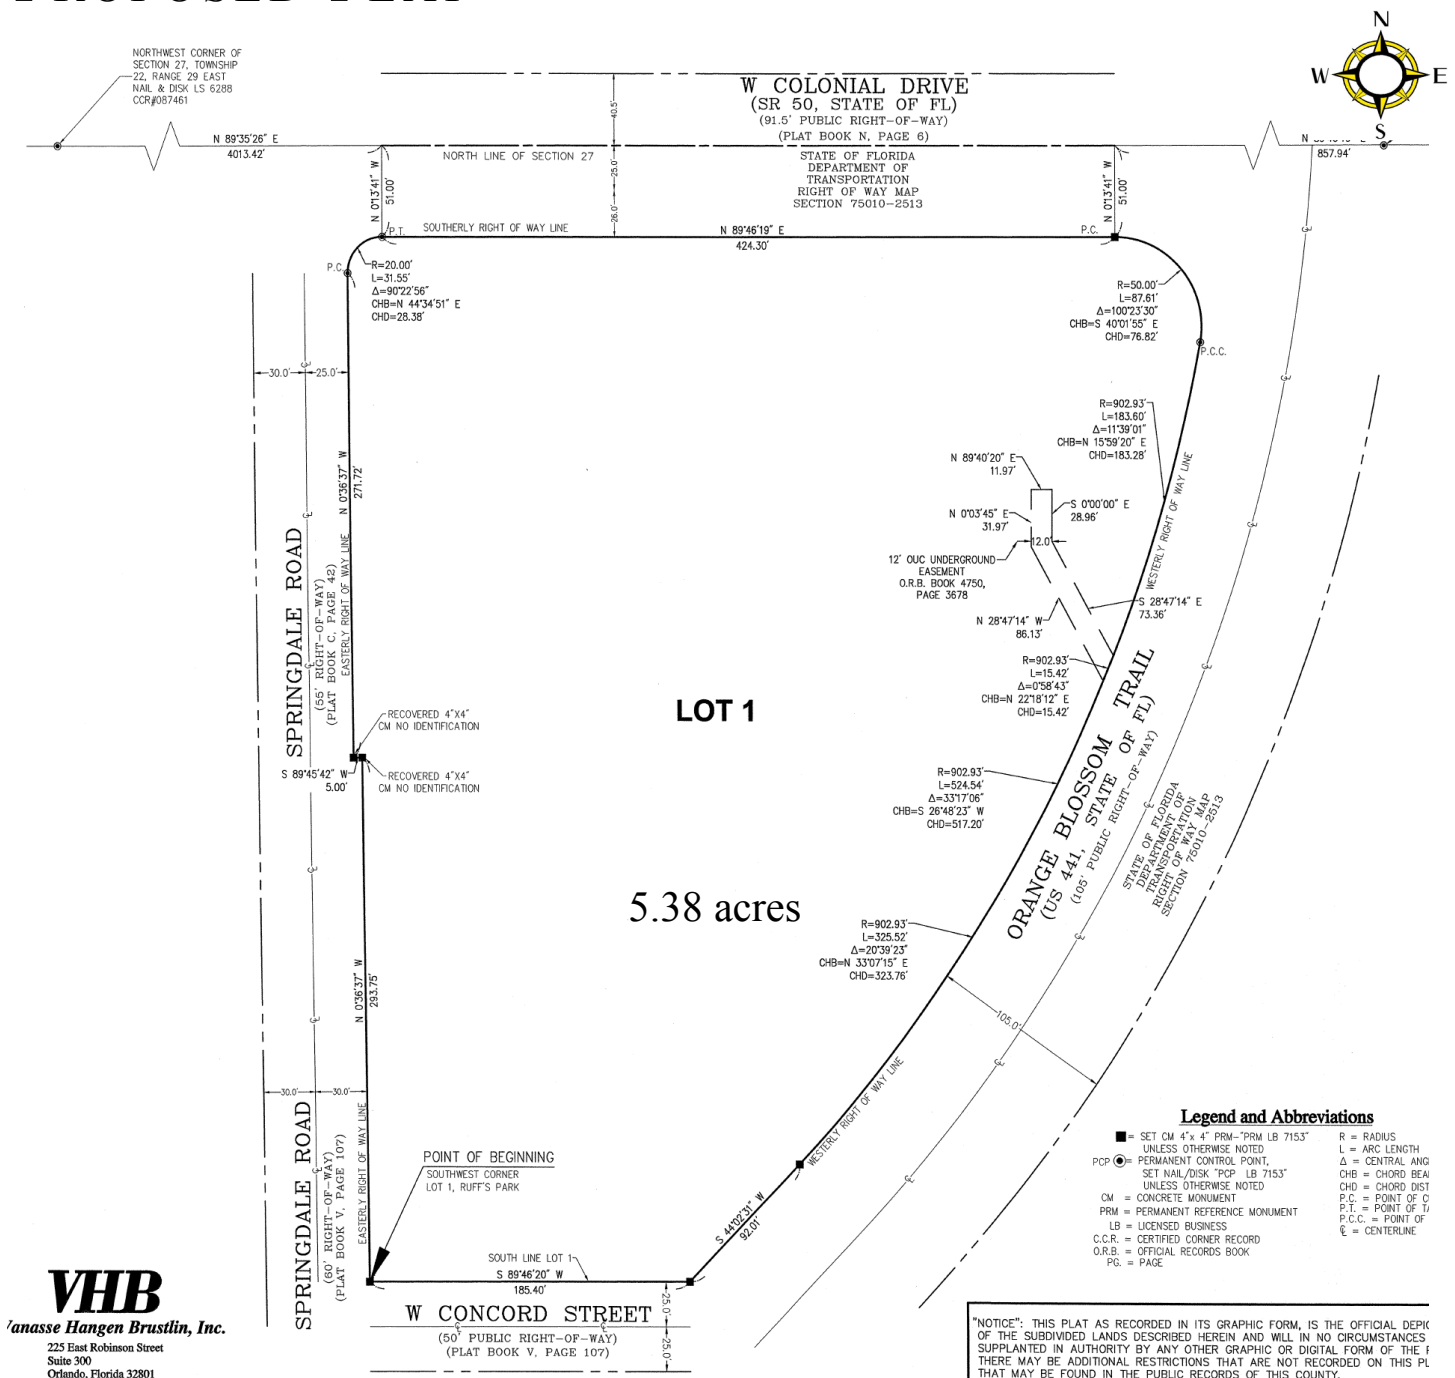 N
W E
S
NORTHWEST CORNER OF
SECTION 27, TOWNSHIP
22, RANGE 29 EAST
NAIL & DISK LS 6288
CCR#087461
N 89°35'26" E
4013.42'
40.5'
W COLONIAL DRIVE
(SR 50, STATE OF FL)
(91.5' PUBLIC RIGHT-OF-WAY)
(PLAT BOOK N, PAGE 6)
857.94'
NORTH LINE OF SECTION 27
STATE OF FLORIDA
DEPARTMENT OF
TRANSPORTATION
RIGHT OF WAY MAP
SECTION 75010-2513
25.0'
26.0'
N 0°13'41" W
51.00'
N 0°13'41" W
51.00'
P.T.
SOUTHERLY RIGHT OF WAY LINE
N 89°46'19" E
424.30'
P.C.
P.C.
R=20.00'
L=31.55'
Δ=90°22'56"
CHB=N 44°34'51" E
CHD=28.38'
R=50.00'
L=87.61'
Δ=100°23'30"
CHB=S 40°01'55" E
CHD=76.82'
P.C.C.
30.0' 25.0'
R=902.93'
L=183.60'
Δ=11°39'01"
CHB=N 15°59'20" E
CHD=183.28'
WESTERLY RIGHT OF WAY LINE
N 0°36'37" W
271.72'
EASTERLY RIGHT OF WAY LINE
SPRINGDALE ROAD
(55' RIGHT-OF-WAY)
(PLAT BOOK C, PAGE 42)
N 89°40'20" E
11.97'
S 0°00'00" E
28.96'
N 0°03'45" E
31.97'
12.0'
12' OUC UNDERGROUND
EASEMENT
O.R.B. BOOK 4750,
PAGE 3678
S 28°47'14" E
73.36'
N 28°47'14" W
86.13'
R=902.93'
L=15.42'
Δ=0°58'43"
CHB=N 22°18'12" E
CHD=15.42'
LOT 1
RECOVERED 4"X4"
CM NO IDENTIFICATION
S 89°45'42" W
5.00'
RECOVERED 4"X4"
CM NO IDENTIFICATION
R=902.93'
L=524.54'
Δ=33°17'06"
CHB=S 26°48'23" W
CHD=517.20'
ORANGE BLOSSOM TRAIL
(US 441, STATE OF FL)
(105' PUBLIC RIGHT-OF-WAY)
STATE OF FLORIDA
DEPARTMENT OF
TRANSPORTATION
RIGHT OF WAY MAP
SECTION 75010-2513
5.38 acres
R=902.93'
L=325.52'
Δ=20°39'23"
CHB=N 33°07'15" E
CHD=323.76'
105.0'
N 0°36'37" W
293.75'
30.0' 30.0'
WESTERLY RIGHT OF WAY LINE
EASTERLY RIGHT OF WAY LINE
SPRINGDALE ROAD
(60' RIGHT-OF-WAY)
(PLAT BOOK V, PAGE 107)
POINT OF BEGINNING
SOUTHWEST CORNER
LOT 1, RUFF'S PARK
S 44°02'31" W
92.01'
SOUTH LINE LOT 1
S 89°46'20" W
185.40'
W CONCORD STREET
(50' PUBLIC RIGHT-OF-WAY)
(PLAT BOOK V, PAGE 107)
25.0'
25.0'
Legend and Abbreviations
= SET CM 4"x 4" PRM-"PRM LB 7153"
UNLESS OTHERWISE NOTED
PCP = PERMANENT CONTROL POINT,
SET NAIL/DISK "PCP LB 7153"
UNLESS OTHERWISE NOTED
CM = CONCRETE MONUMENT
PRM = PERMANENT REFERENCE MONUMENT
LB = LICENSED BUSINESS
C.C.R. = CERTIFIED CORNER RECORD
O.R.B. = OFFICIAL RECORDS BOOK
PG. = PAGE
R = RADIUS
L = ARC LENGTH
Δ = CENTRAL
CHB = CHORD
CHD = CHORD
P.C. = POINT OF
P.T. = POINT OF
P.C.C. = POINT OF
℄ = CENTERLINE
VHB
Vanasse Hangen Brustlin, Inc.
225 East Robinson Street
Suite 300
Orlando, Florida 32801
"NOTICE": THIS PLAT AS RECORDED IN ITS GRAPHIC FORM, IS THE OFFICIAL
OF THE SUBDIVIDED LANDS DESCRIBED HEREIN AND WILL IN NO CIRCUMSTANCES
SUPPLANTED IN AUTHORITY BY ANY OTHER GRAPHIC OR DIGITAL FORM OF THE
THERE MAY BE ADDITIONAL RESTRICTIONS THAT ARE NOT RECORDED ON THIS
THAT MAY BE FOUND IN THE PUBLIC RECORDS OF THIS COUNTY.